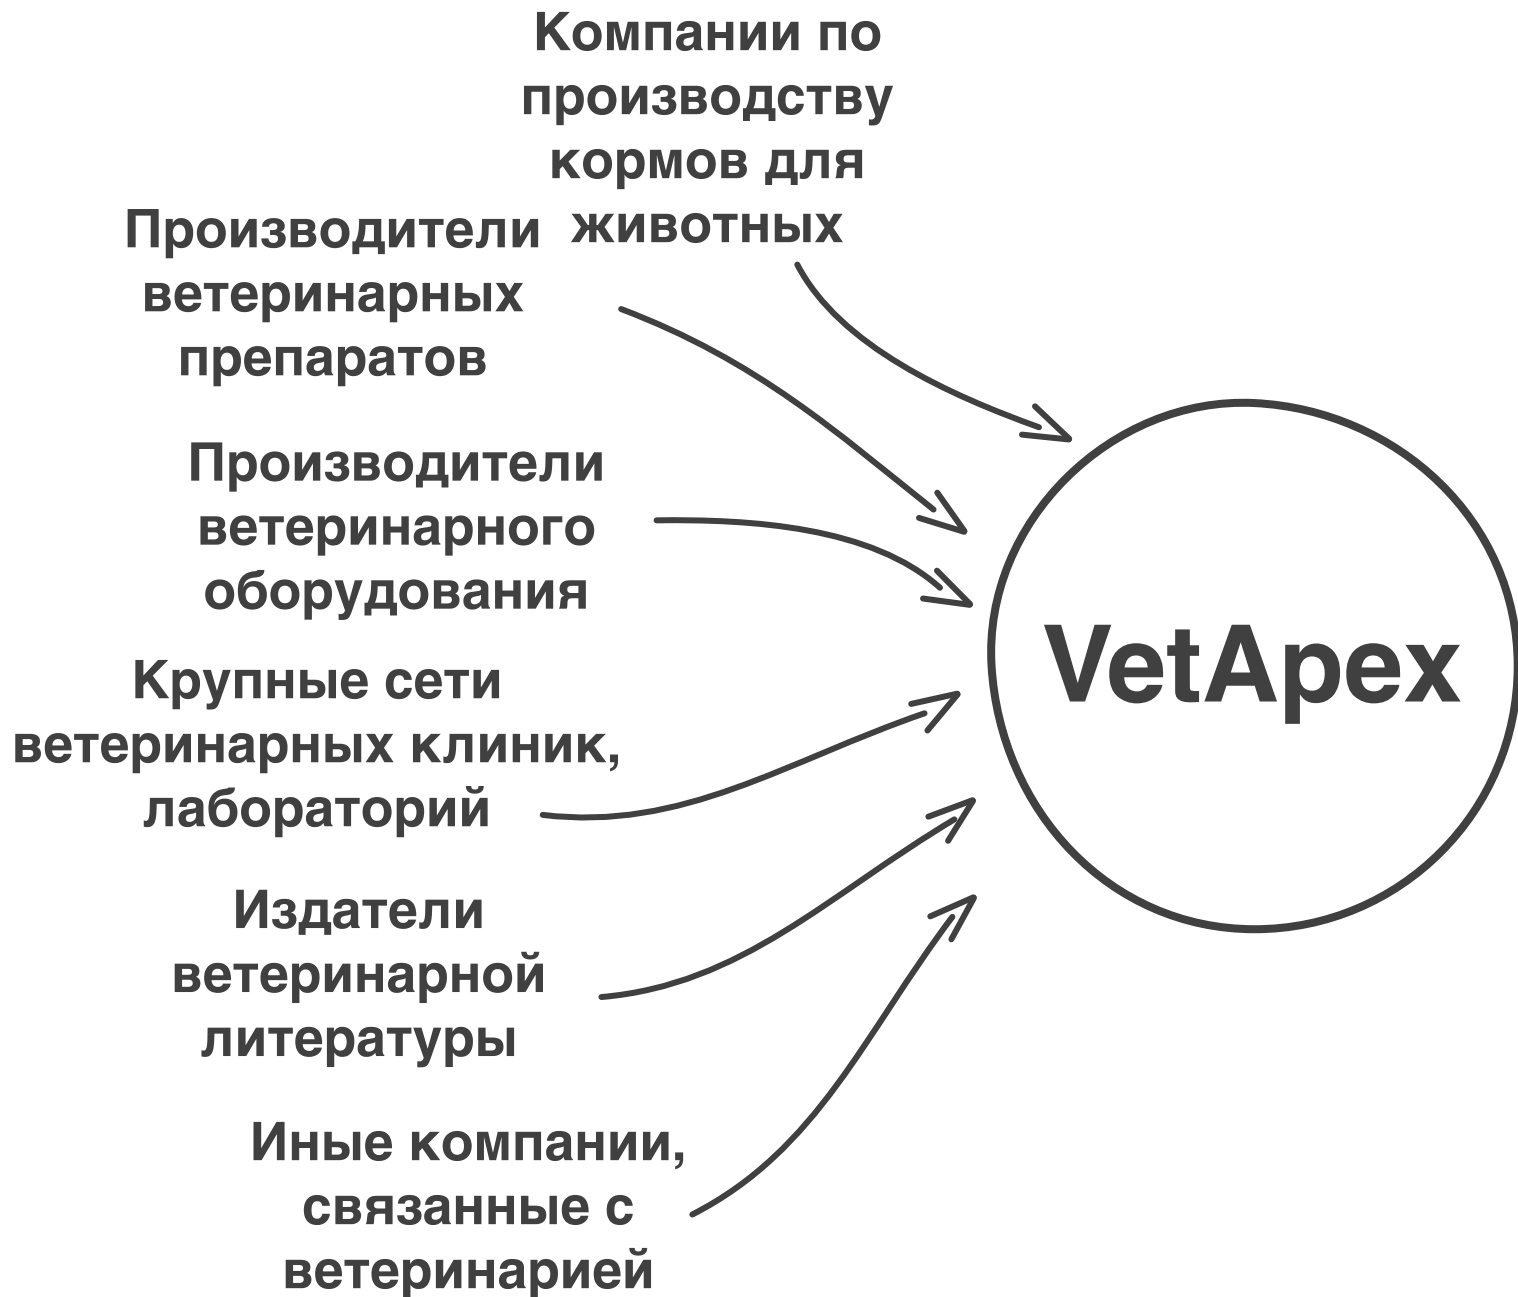 Компании по
производству
кормов для
животных
Производители
ветеринарных
препаратов
Производители
ветеринарного
оборудования
Крупные сети
ветеринарных клиник,
лабораторий
Издатели
ветеринарной
литературы
Иные компании,
связанные с
ветеринарией
VetApex